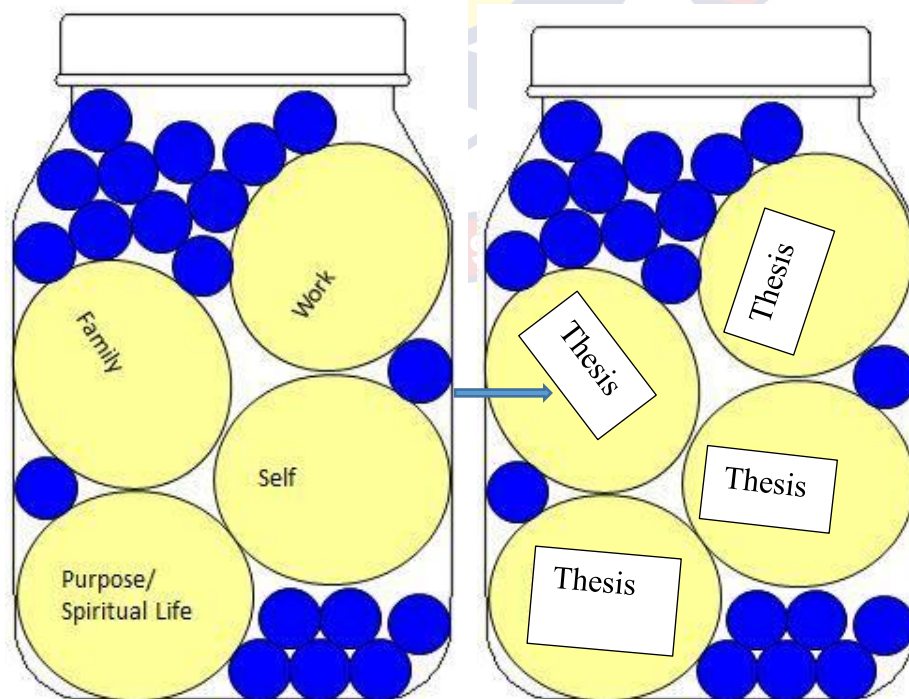 Work
Family
Self
Purpose/
Spiritual Life
Thesis
Thesis
Thesis
Thesis